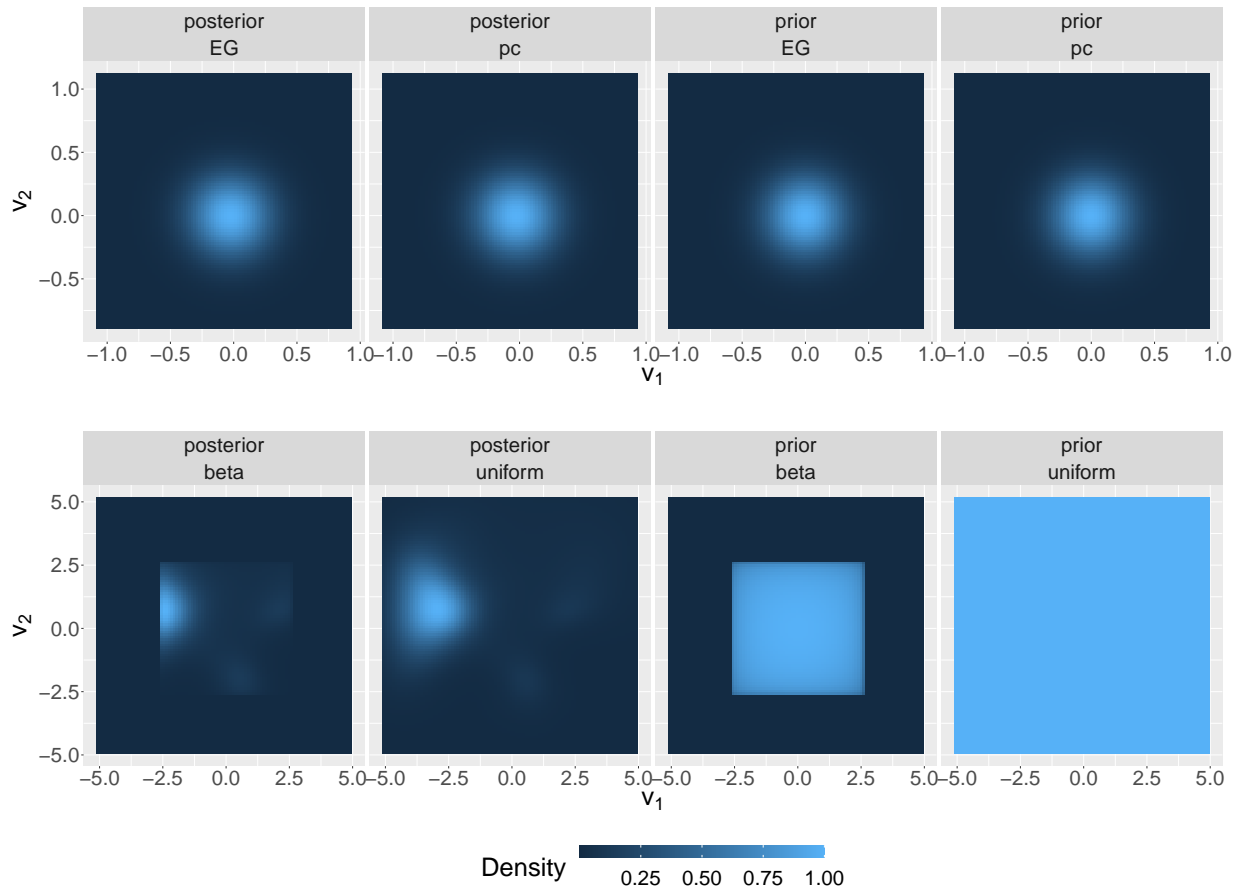 posterior posterior prior prior
EG pc EG pc
1.0
0.5
0.0
−0.5
v2
−1.0 −0.5 0.0 0.5 1.0 −1.0 −0.5 0.0 0.5 1.0 −1.0 −0.5 0.0 0.5 1.0 −1.0 −0.5 0.0 0.5 1.0
v1
posterior posterior prior prior
beta uniform beta uniform
5.0
2.5
0.0
−2.5
−5.0
v2
−5.0 −2.5 0.0 2.5 5.0 −5.0 −2.5 0.0 2.5 5.0 −5.0 −2.5 0.0 2.5 5.0 −5.0 −2.5 0.0 2.5 5.0
v1
Density
0.25 0.50 0.75 1.00